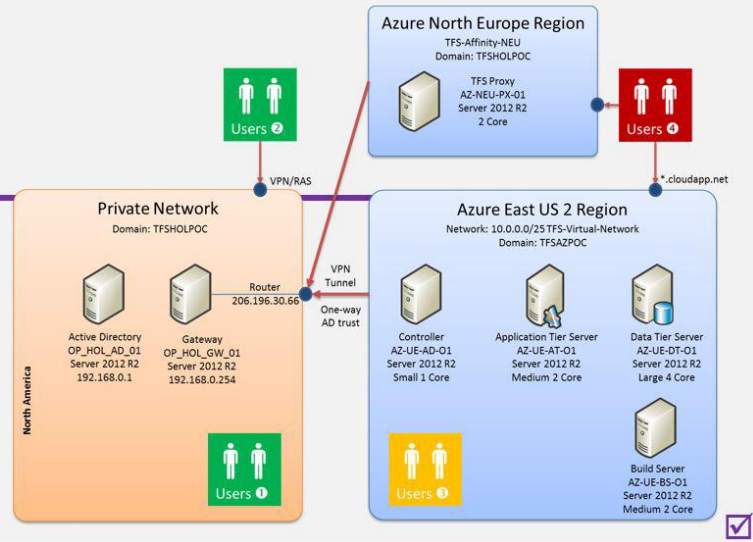 Azure North Europe Region
TFS-Affinity-NEU
Domain: TFSHOLPOC
TFS Proxy
AZ-NEU-PX-01
Server 2012 R2
2 Core
Users ❷
Users ❹
VPN/RAS
*.cloudapp.net
Private Network
Domain: TFSHOLPOC
Router
206.196.30.66
VPN
Tunnel
One-way
AD trust
Active Directory
OP_HOL_AD_01
Server 2012 R2
192.168.0.1
Gateway
OP_HOL_GW_01
Server 2012 R2
192.168.0.254
North America
Users ❶
Azure East US 2 Region
Network: 10.0.0.0/25 TFS-Virtual-Network
Domain: TFSAZPOC
Controller
AZ-UE-AD-O1
Server 2012 R2
Small 1 Core
Application Tier Server
AZ-UE-AT-O1
Server 2012 R2
Medium 2 Core
Data Tier Server
AZ-UE-DT-O1
Server 2012 R2
Large 4 Core
Users ❸
Build Server
AZ-UE-BS-O1
Server 2012 R2
Medium 2 Core